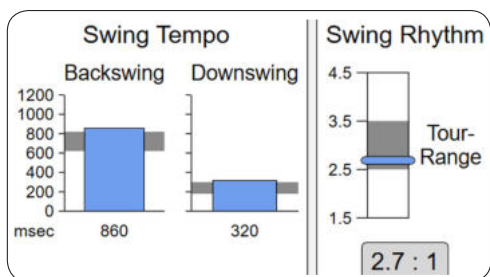 Swing Tempo
Backswing Downswing
1200
1000
800
600
400
200
0
msec 860 320
Swing Rhythm
4.5
3.5
2.5
1.5
Tour-
Range
2.7 : 1